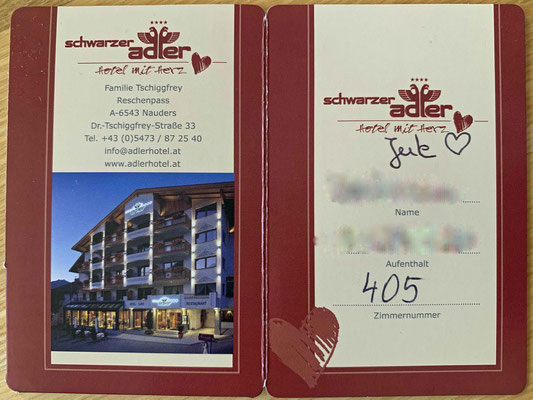 schwarzer
adler
Hotel mit Herz
Familie Tschiggfrey
Reschenpass
A-6543 Nauders
Dr.-Tschiggfrey-Straße 33
Tel. +43 (0)5473 / 87 25 40
info@adlerhotel.at
www.adlerhotel.at
schwarzer
adler
Hotel mit Herz
Name
Aufenthalt
405
Zimmernummer